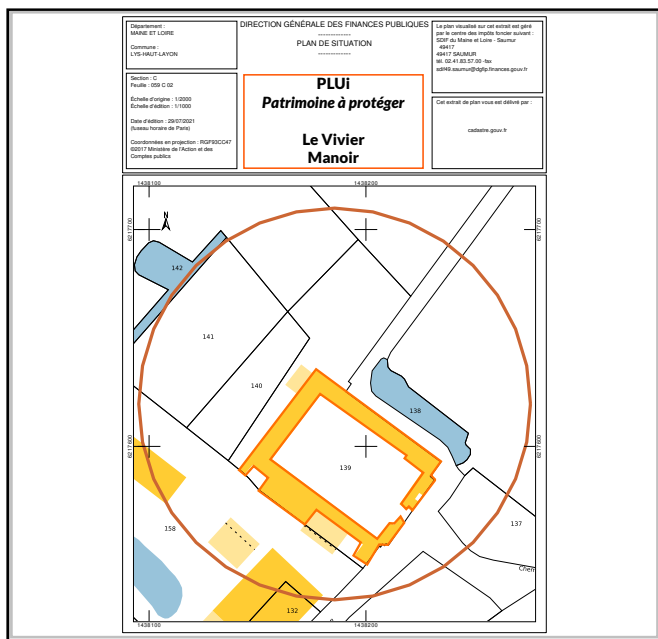 Département :
MAINE ET LOIRE
Commune :
LYS-HAUT-LAYON
Section : C
Feuille : 059 C 02
Échelle d'origine : 1/2000
Échelle d'édition : 1/1000
Date d'édition : 29/07/2021
(fuseau horaire de Paris)
Coordonnées en projection : RGF93CC47
©2017 Ministère de l'Action et des
Comptes publics
DIRECTION GÉNÉRALE DES FINANCES PUBLIQUES
-------------
PLAN DE SITUATION
-------------
PLUi
Patrimoine à protéger
Le Vivier
Manoir
Le plan visualisé sur cet extrait est géré
par le centre des impôts foncier suivant :
SDIF du Maine et Loire - Saumur
49417
49417 SAUMUR
tél. 02.41.83.57.00 -fax
sdif49.saumur@dgfip.finances.gouv.fr
Cet extrait de plan vous est délivré par :
cadastre.gouv.fr
1438100
1438200
N
6217700
6217700
142
141
140
138
139
6217600
6217600
137
158
Chem
132
1438100
1438200